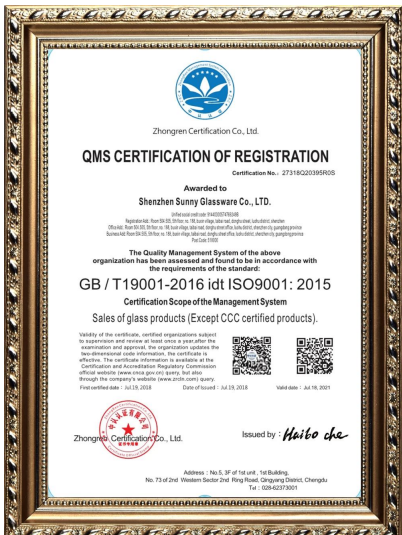 Zhongren Certification Co., Ltd.
QMS CERTIFICATION OF REGISTRATION
Certification No.: 27318Q20395R0S
Awarded to
Shenzhen Sunny Glassware Co., LTD.
The Quality Management System of the above
organization has been assessed and found to be in accordance with
the requirements of the standard:
GB / T19001-2016 idt ISO9001: 2015
Certification Scope of the Management System
Sales of glass products (Except CCC certified products).
Validity of the certificate, certified organizations subject
to supervision and review at least once a year,after the
examination and approval, the organization updates the
two-dimensional code information, the certificate is
effective. The certificate information is available at the
Certification and Accreditation Regulatory Commission
official website (www.cnca.gov.cn) query, but also
through the company's website (www.zrcln.com) query.
First certified date : Jul.19, 2018 Date of Issued : Jul.19, 2018 Valid date : Jul 18, 2021
Zhongren Certification Co., Ltd.
Issued by : Haibo che
Address : No.5, 3F of 1st unit , 1st Building,
No. 73 of 2nd Western Sector 2nd Ring Road, Qingyang District, Chengdu
Tel : 028-62373001